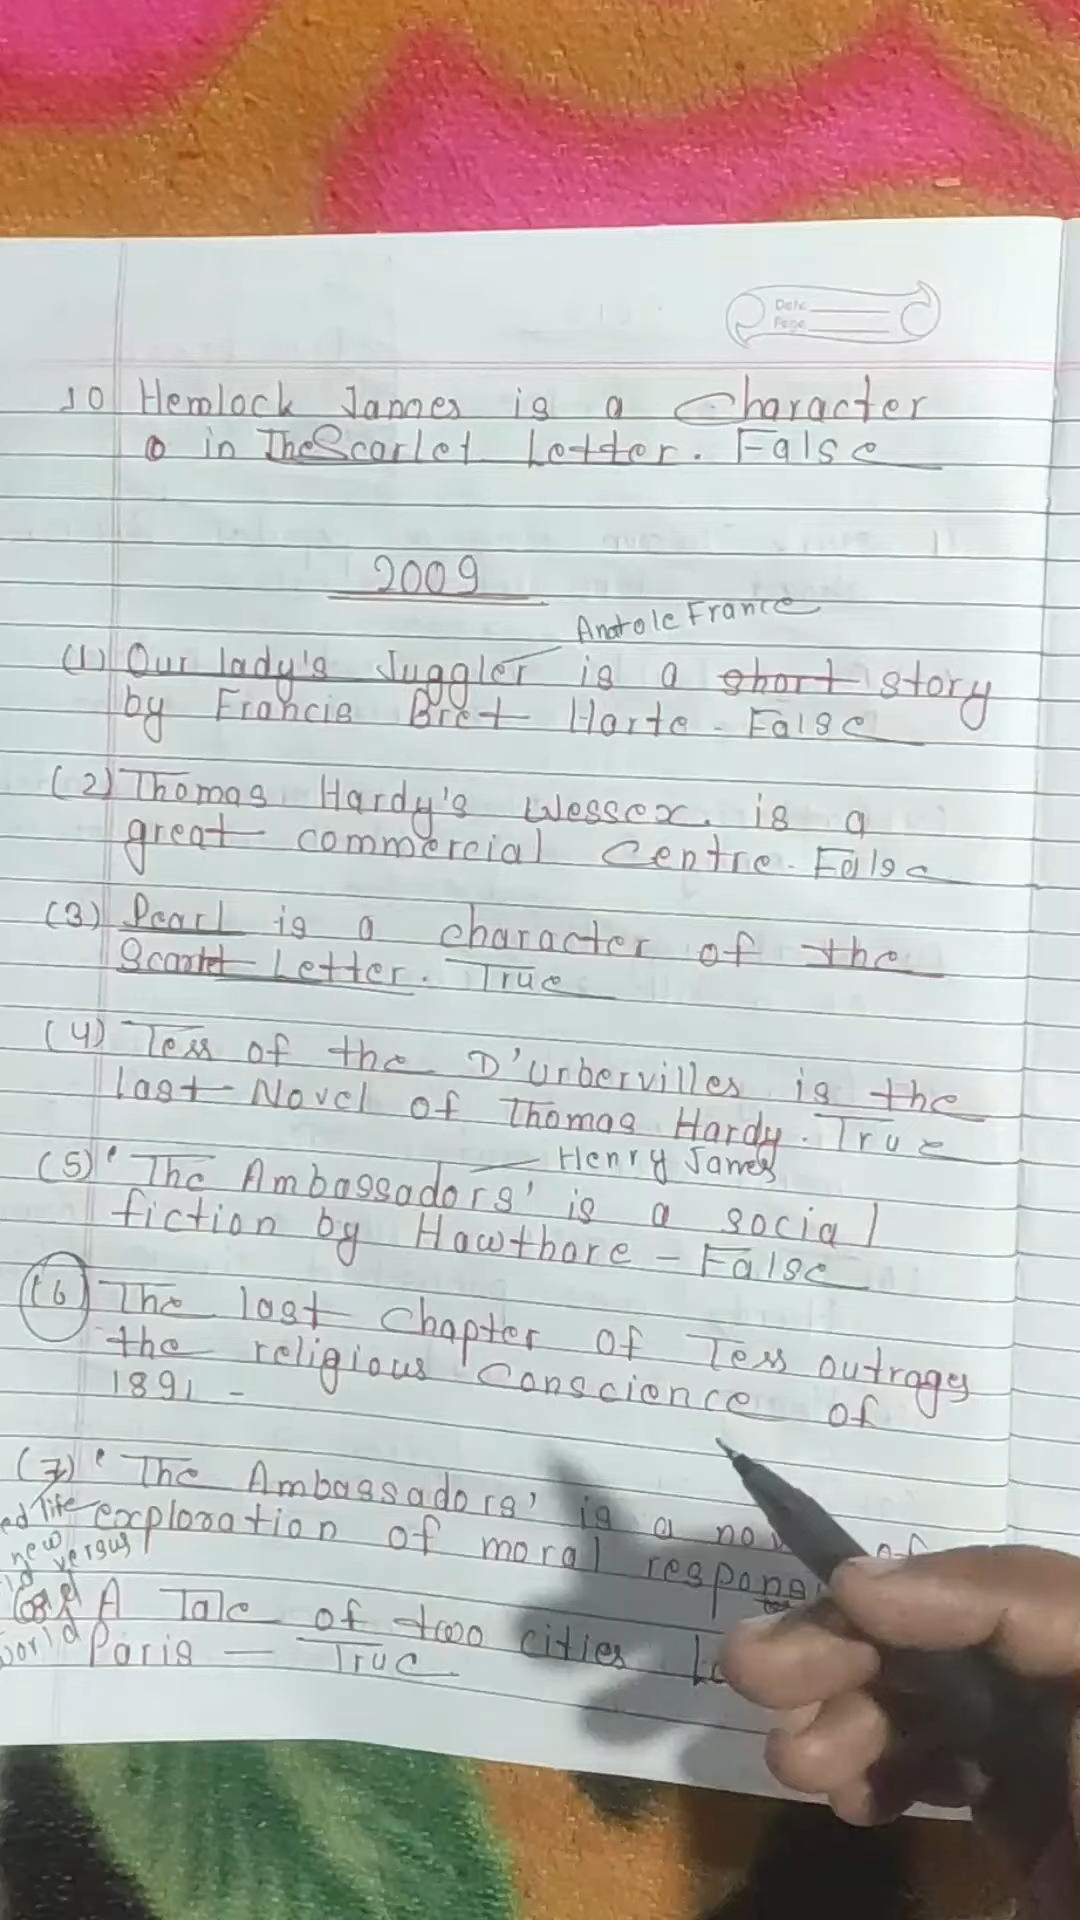 Date
Page
10 Hemlock James is a Character
in The Scarlet Letter. False
2009
Anatole France
(1) Our lady's Juggler is a short story
by Francis Bret Harte - False
(2) Thomas Hardy's Wessex. is a
great commercial Centre. False
(3) Pearl is a character of the
Scarlet Letter. True
(4) Tess of the D'urbervilles is the
last Novel of Thomas Hardy. True
Henry James
(5) 'The Ambassadors' is a social
fiction by Hawthore - False
(6) The last Chapter of Tess outrages
the religious Conscience of
1891 -
(7) 'The Ambassadors' is a
life exploration of moral
new versus
A Tale of two cities
world Paris - True